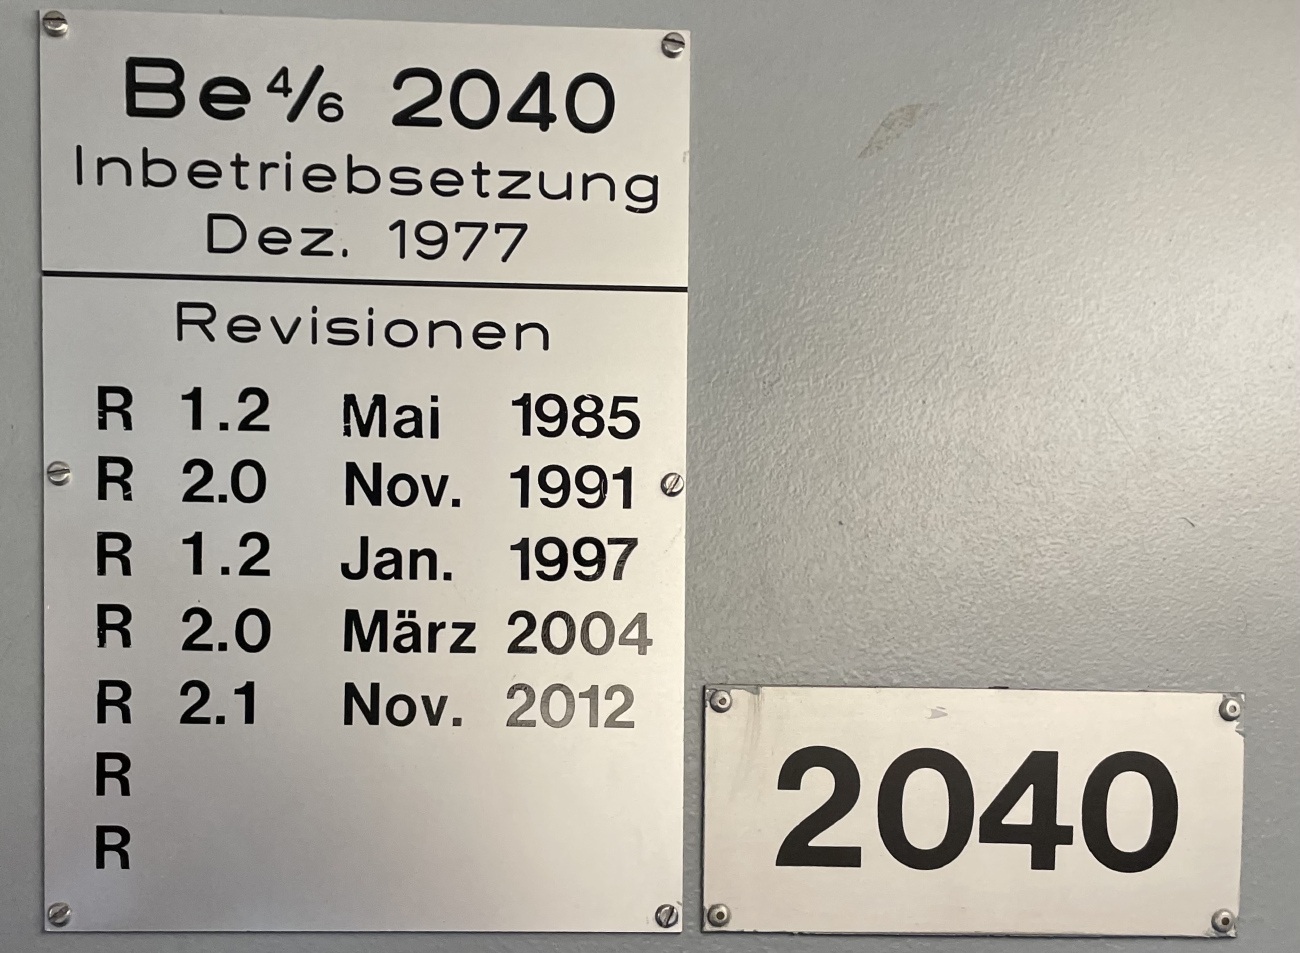 Be 4/6 2040
Inbetriebsetzung
Dez. 1977
Revisionen
R 1.2 Mai 1985
R 2.0 Nov. 1991
R 1.2 Jan. 1997
R 2.0 März 2004
R 2.1 Nov. 2012
R
R
2040